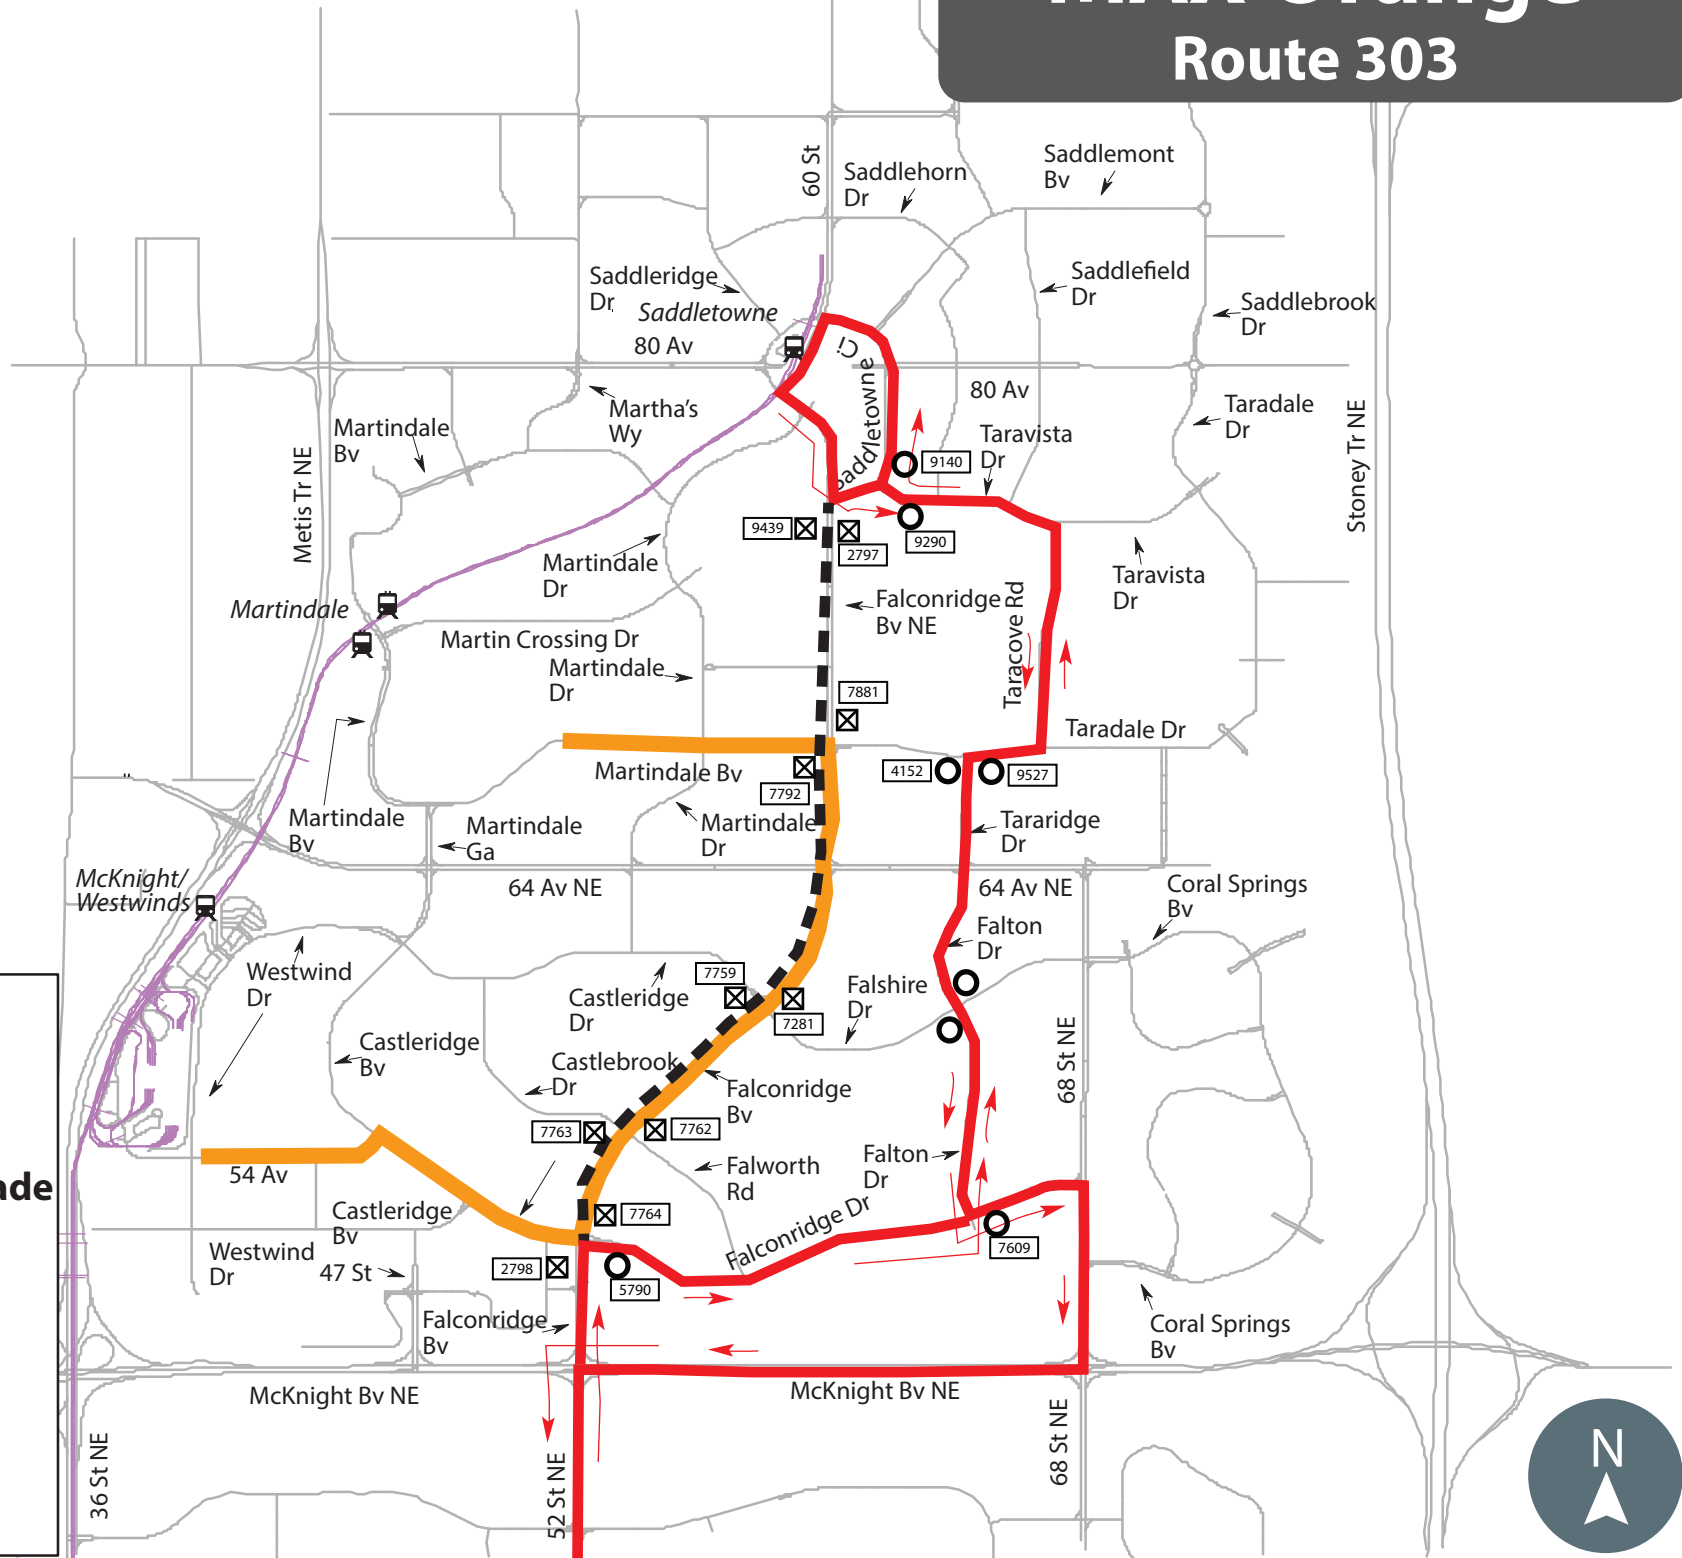 MAX Orange
Route 303
60 St
Saddlehorn
Dr
Saddlemont
Bv
Saddleridge
Dr
Saddletowne
80 Av
Saddlefield
Dr
Saddlebrook
Dr
Ci
Saddletowne
80 Av
Martha's
Wy
Martindale
Bv
Metis Tr NE
Taravista
Dr
Taradale
Dr
Stoney Tr NE
9140
9439
2797
9290
Martindale
Dr
Taravista
Dr
Martindale
Falconridge
Bv NE
Taracove Rd
Martin Crossing Dr
Martindale
Dr
7881
Taradale Dr
Martindale Bv
4152
9527
7792
Martindale
Bv
Martindale
Ga
Martindale
Dr
Tararidge
Dr
McKnight/
Westwinds
64 Av NE
64 Av NE
Coral Springs
Bv
Falton
Dr
Westwind
Dr
7759
Castleridge
Dr
7281
Falshire
Dr
Castleridge
Bv
Castlebrook
Dr
68 St NE
Falconridge
Bv
7763
7762
54 Av
Falworth
Rd
Falton
Dr
ade
Castleridge
Bv
7764
Falconridge Dr
7609
Westwind
Dr
47 St
2798
5790
Falconridge
Bv
Coral Springs
Bv
McKnight Bv NE
McKnight Bv NE
36 St NE
52 St NE
68 St NE
N